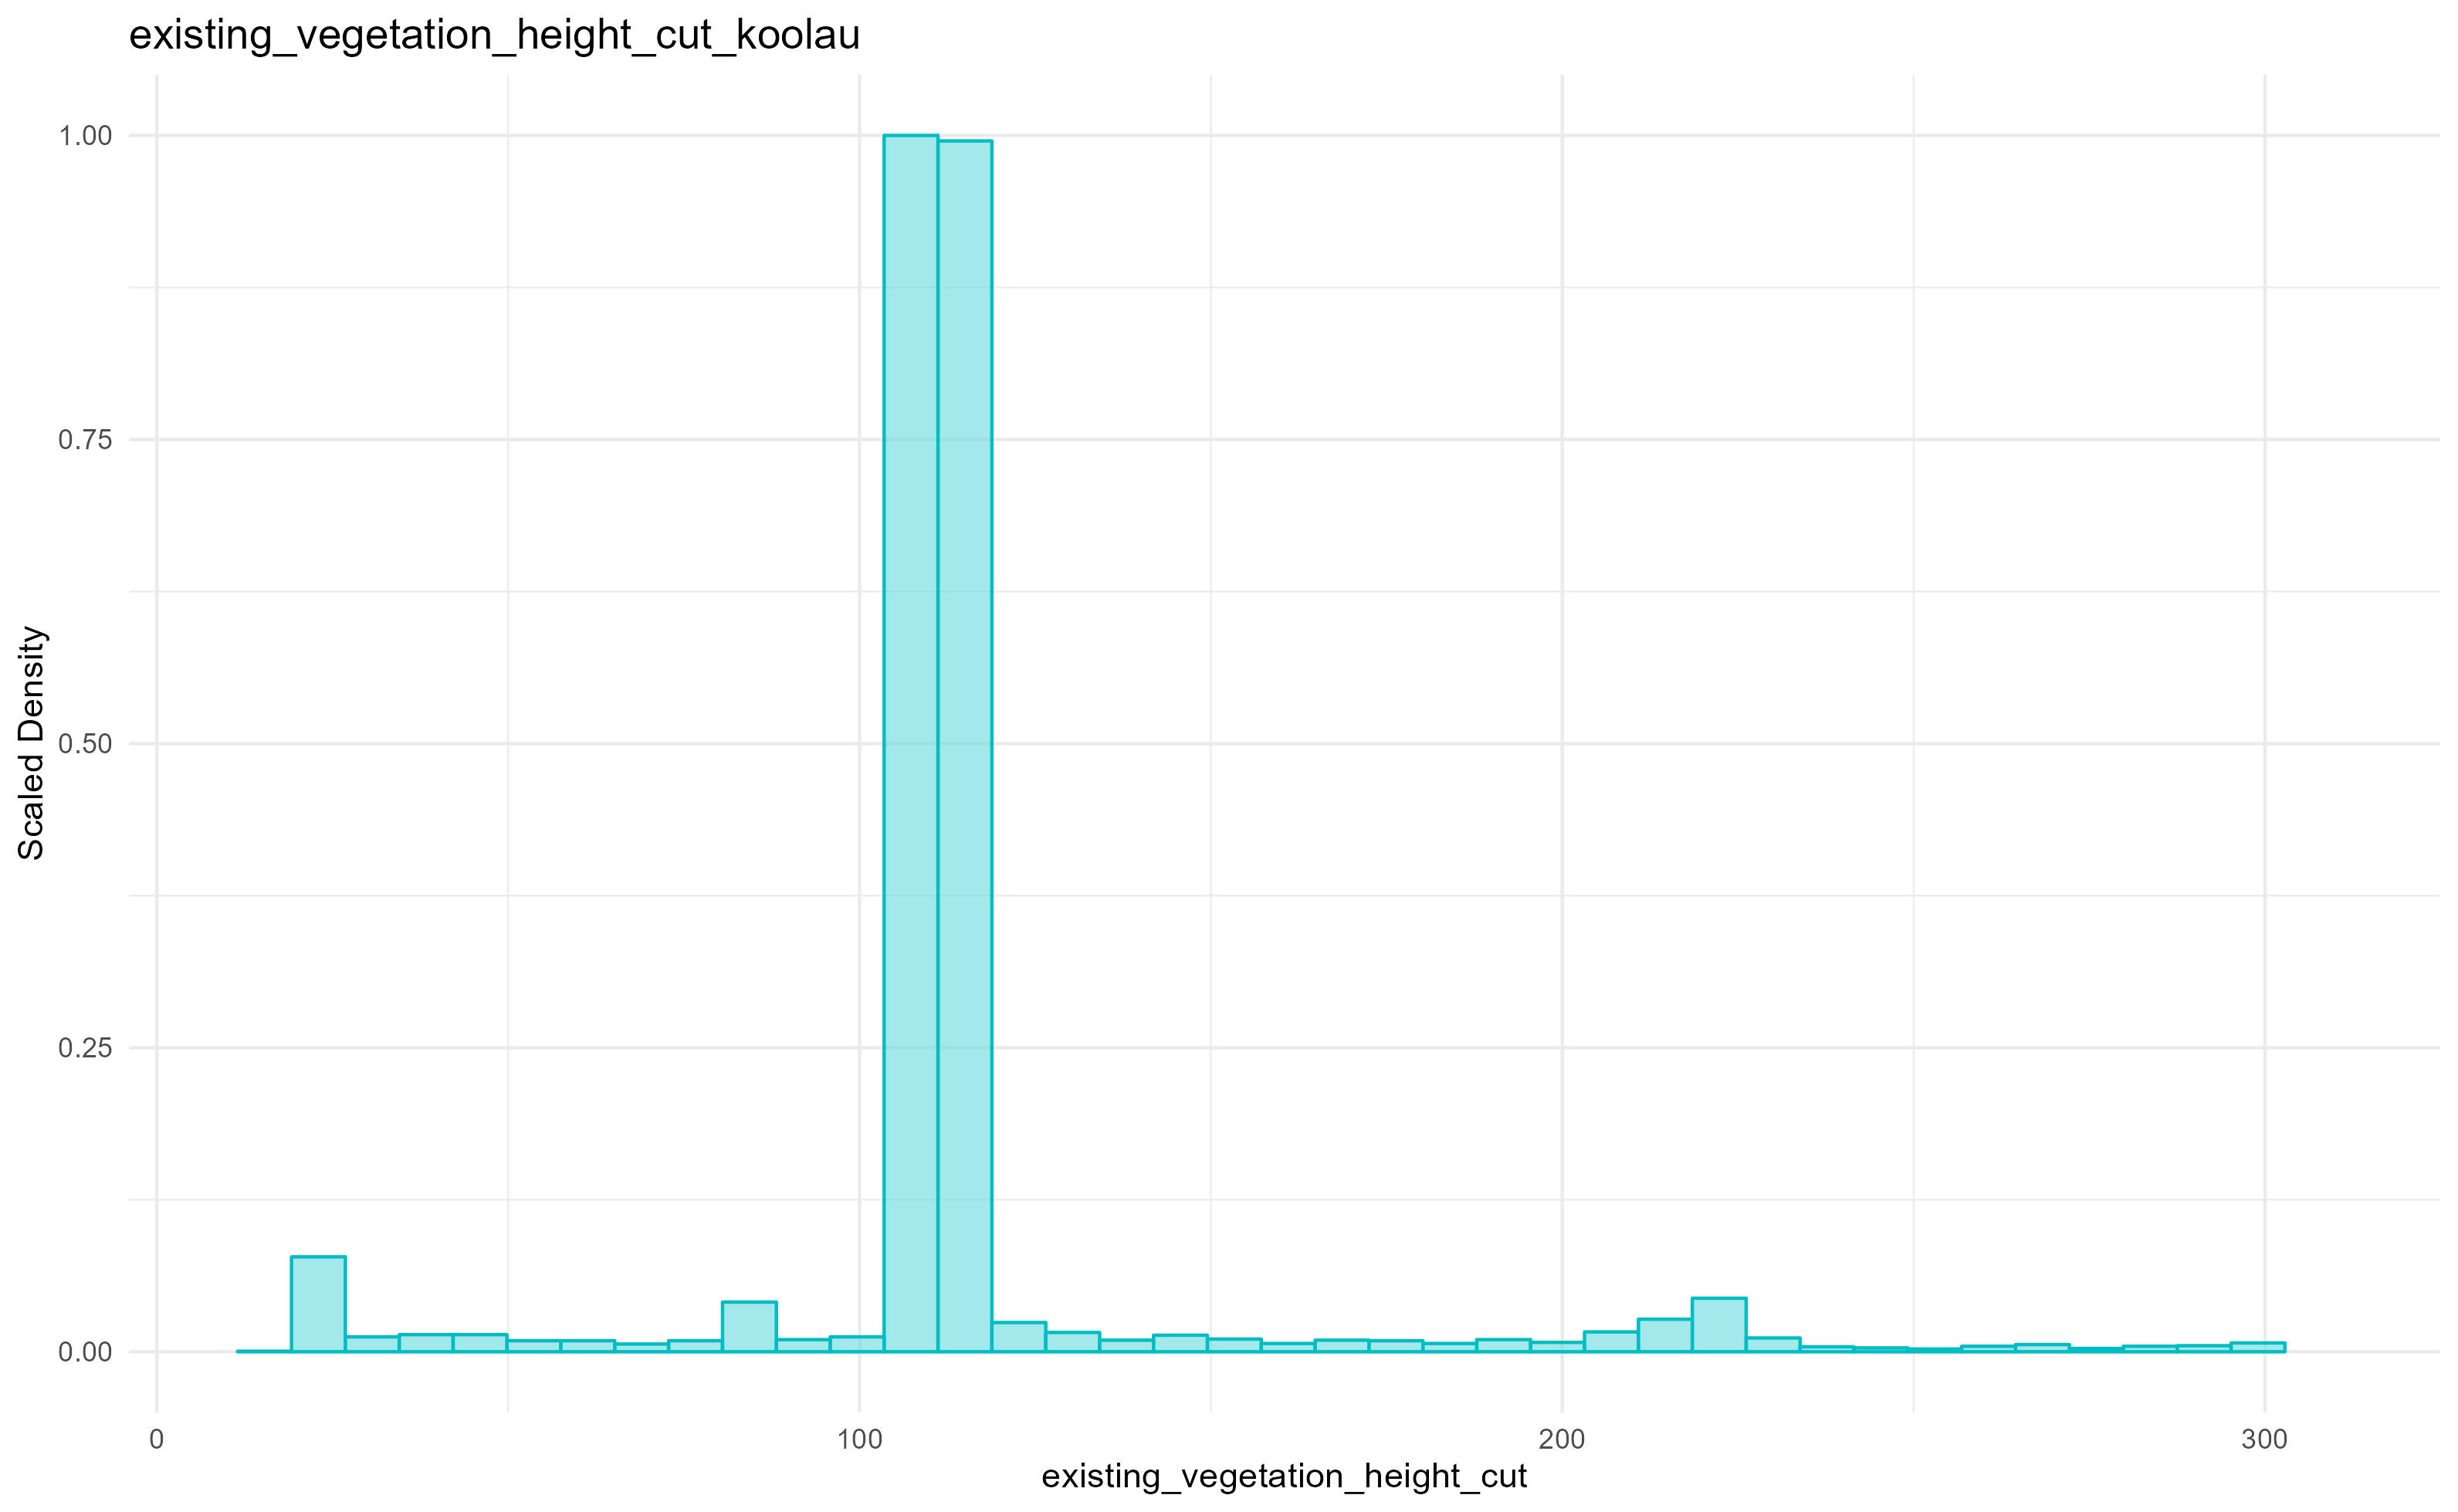 existing_vegetation_height_cut_koolau
1.00
0.75
0.50
0.25
0.00
Scaled Density
0 100 200 300
existing_vegetation_height_cut